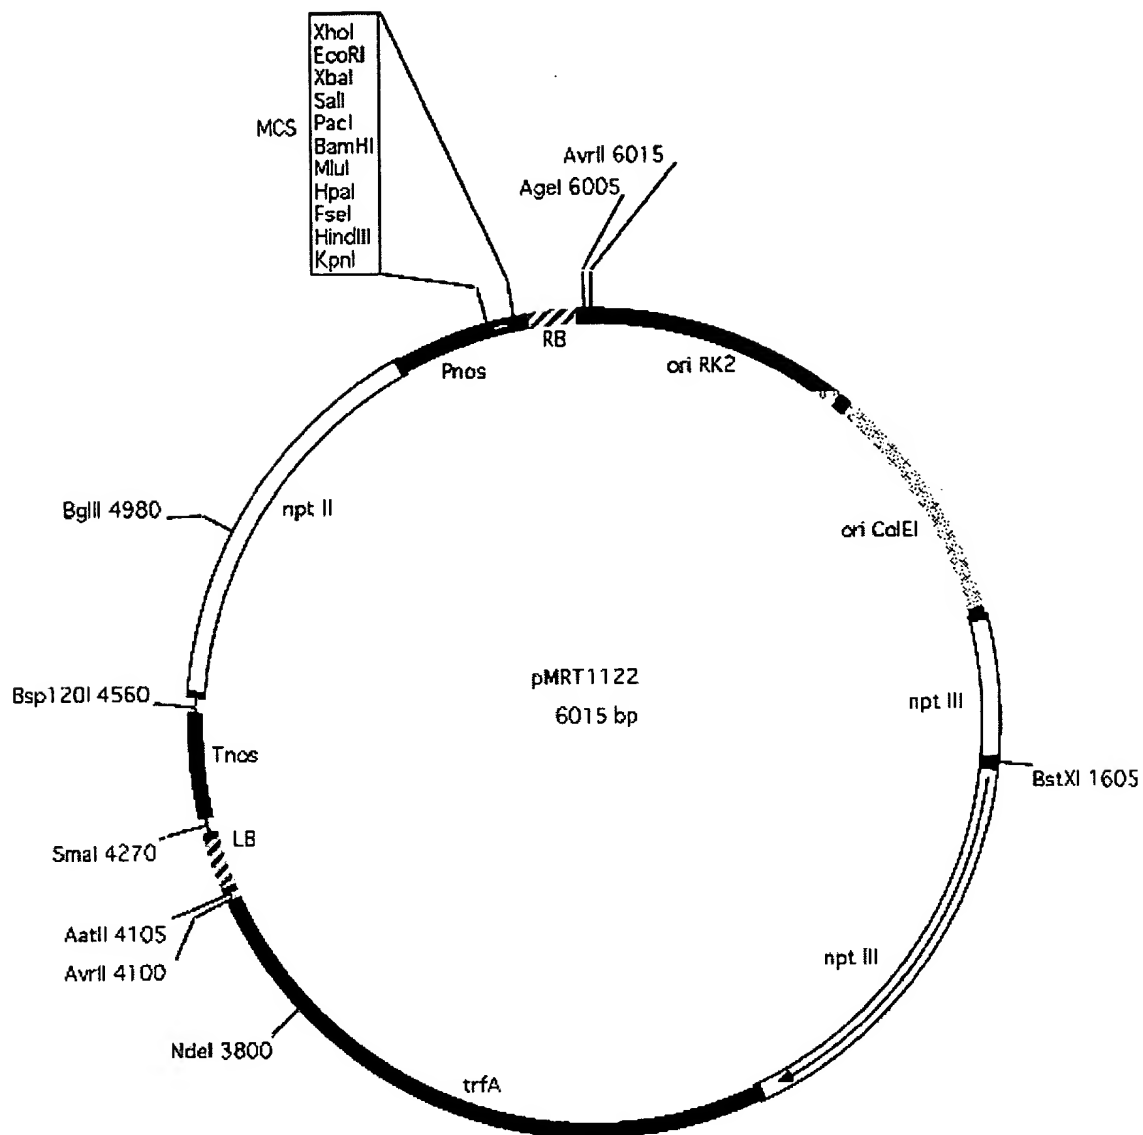 XhoI
EcoRI
XbaI
SalI
PacI
BamHI
MluI
HpaI
FseI
HindIII
KpnI
MCS
AvrII 6015
AgeI 6005
RB
Pnos
ori RK2
npt II
BglII 4980
ori ColEI
pMRT1122
6015 bp
npt III
Bsp120I 4560
Tnos
BstXI 1605
LB
SmaI 4270
AatII 4105
AvrII 4100
npt III
NdeI 3800
trfA